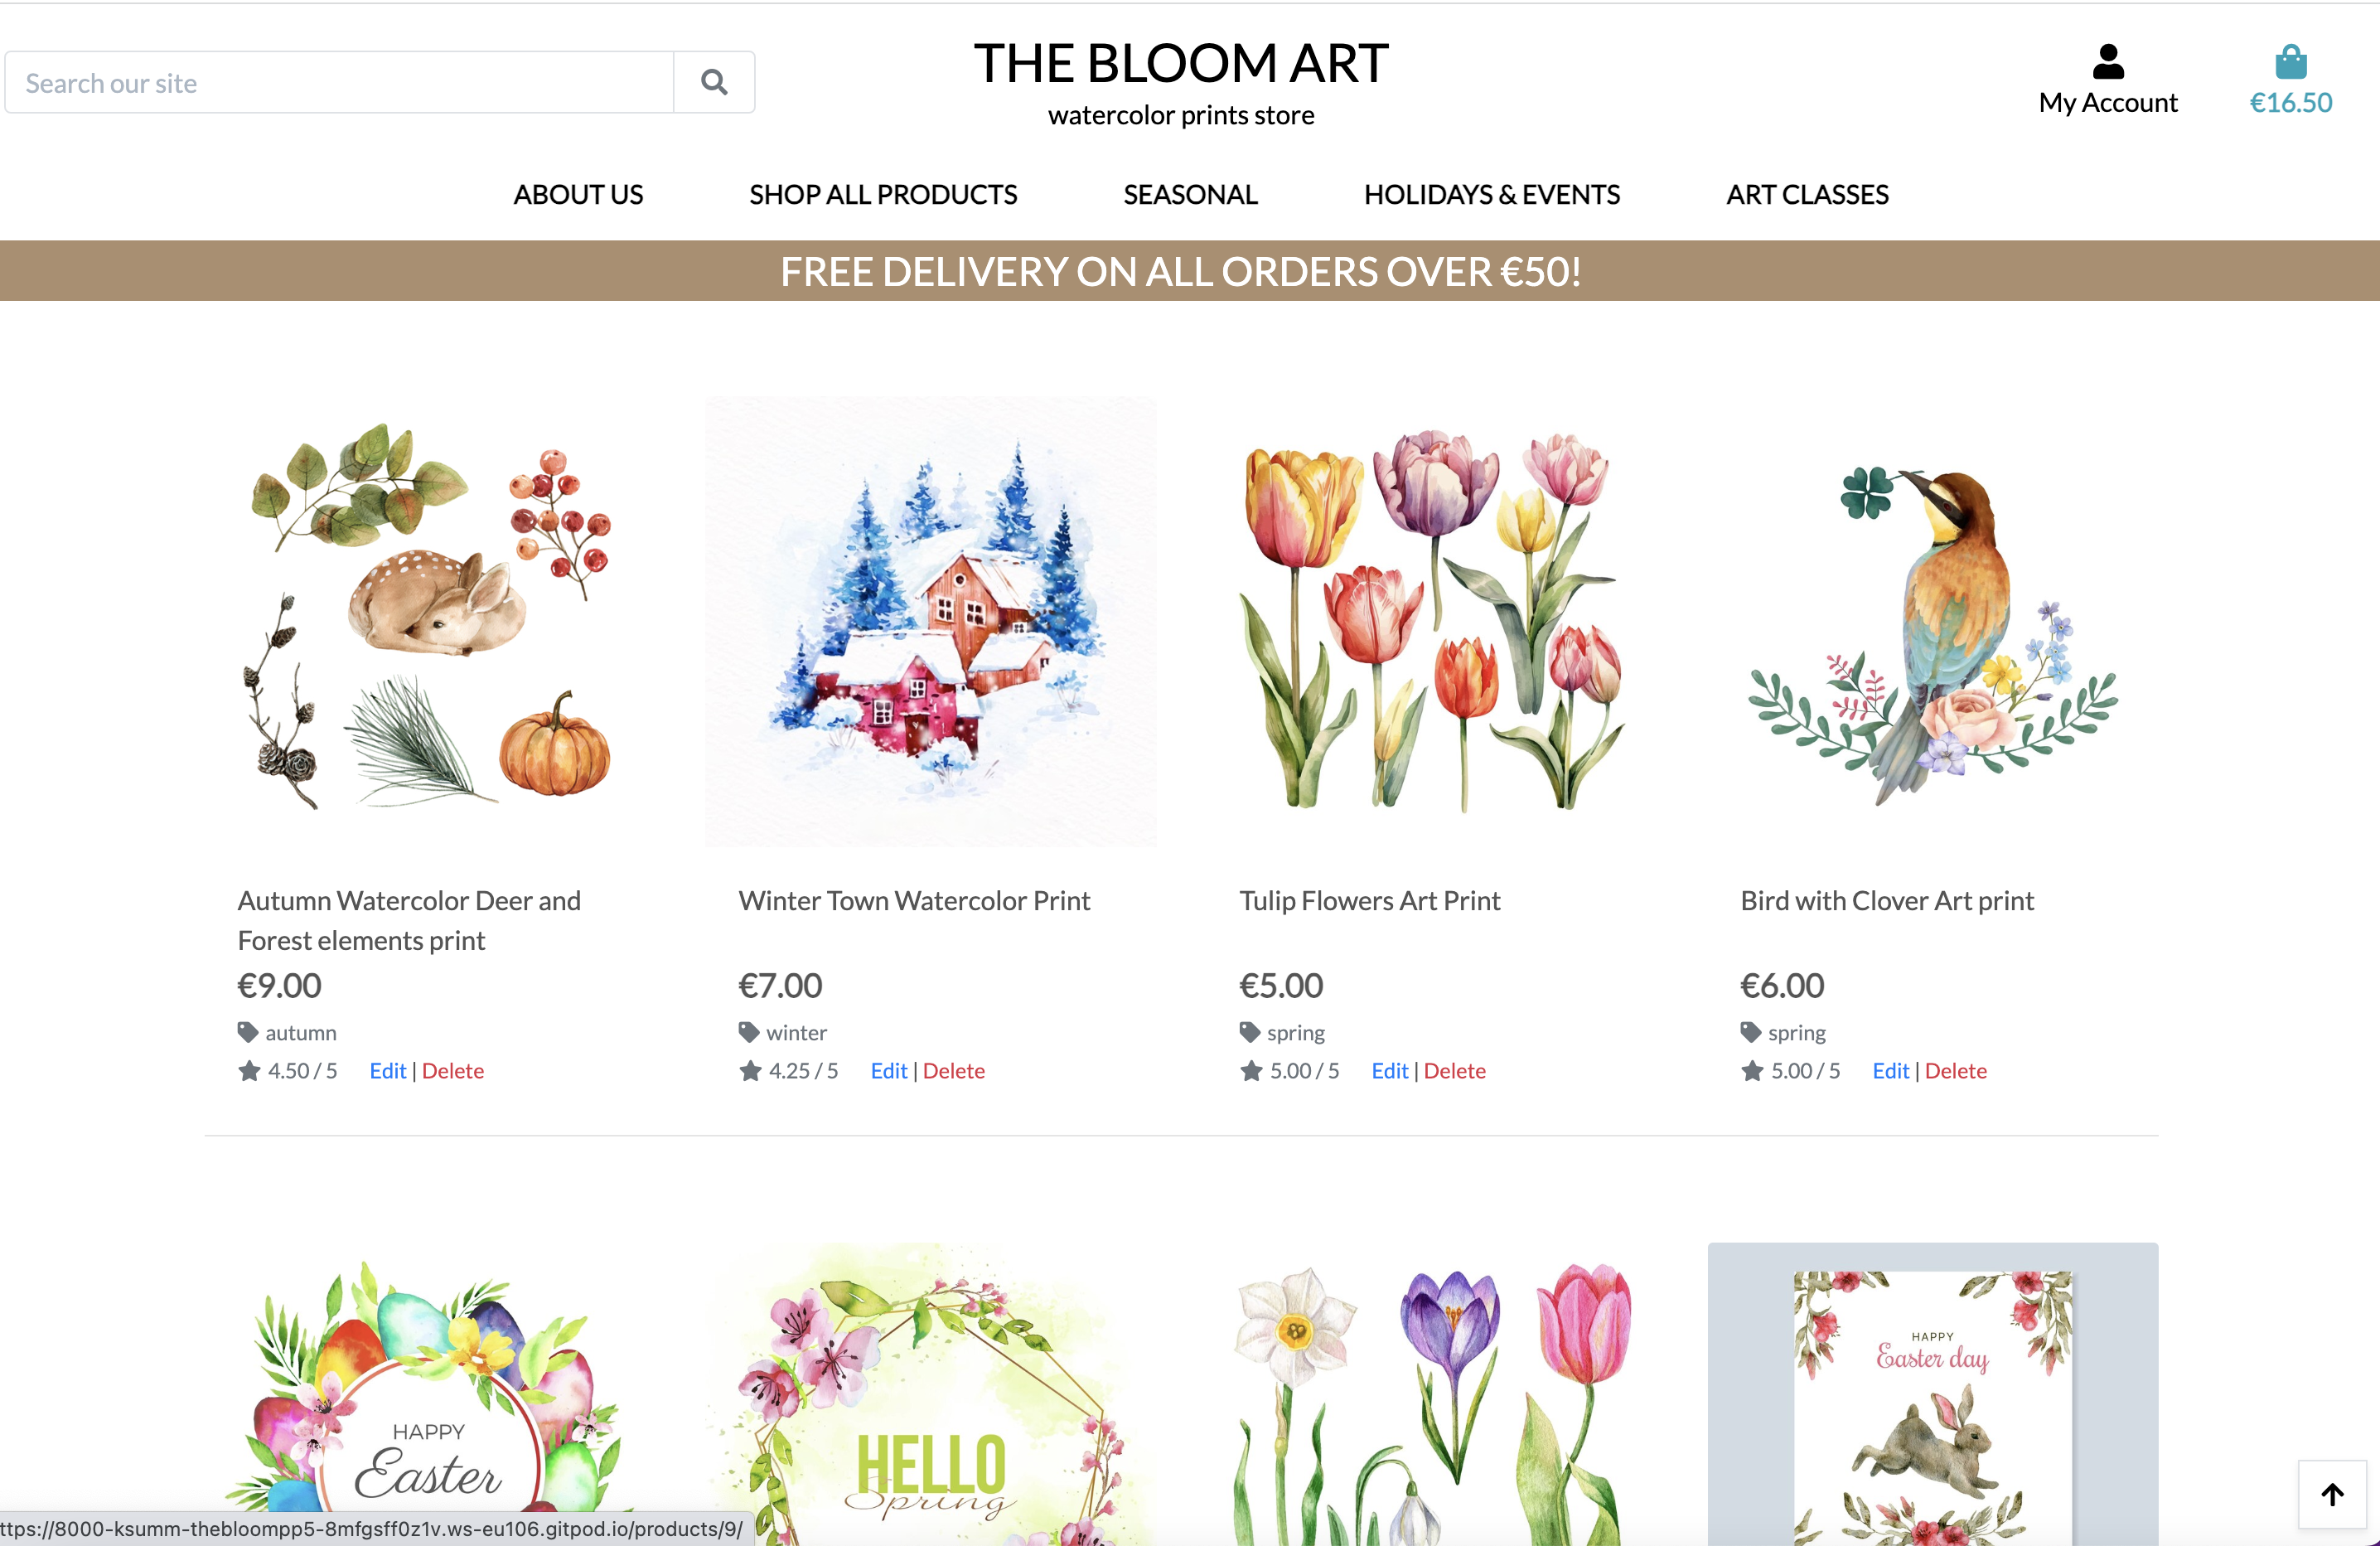 Search our site
THE BLOOM ART
watercolor prints store
My Account
€16.50
ABOUT US
SHOP ALL PRODUCTS
SEASONAL
HOLIDAYS & EVENTS
ART CLASSES
FREE DELIVERY ON ALL ORDERS OVER €50!
Autumn Watercolor Deer and
Forest elements print
€9.00
autumn
4.50 / 5 Edit | Delete
Winter Town Watercolor Print
€7.00
winter
4.25 / 5 Edit | Delete
Tulip Flowers Art Print
€5.00
spring
5.00 / 5 Edit | Delete
Bird with Clover Art print
€6.00
spring
5.00 / 5 Edit | Delete
HAPPY
Easter
HELLO
Spring
HAPPY
Easter day
ttps://8000-ksumm-thebloompp5-8mfgsff0z1v.ws-eu106.gitpod.io/products/9/